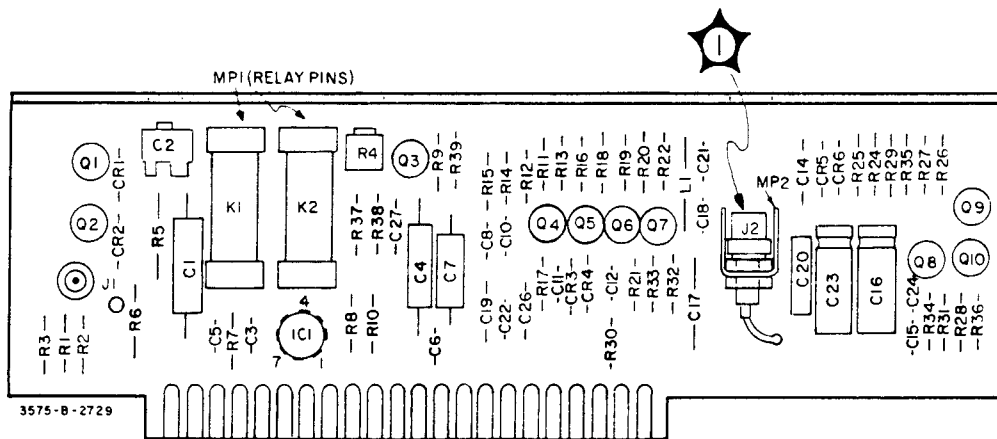 1
MP1 (RELAY PINS)
Q1
CR1
C2
K1
K2
R4
Q3
R9
R39
R15
R14
R12
R11
R13
R16
R18
R19
R20
R22
L1
C21
C18
MP2
J2
C14
CR5
CR6
R25
R24
R29
R35
R27
R26
Q9
Q2
CR2
R5
C1
R37
R38
C27
C4
C7
C8
C10
Q4
Q5
Q6
Q7
C20
C23
C16
Q8
Q10
J1
R6
C5
R7
C3
4
IC1
7
1
R8
R10
C6
C19
C22
C26
R17
C11
CR3
CR4
C12
R30
R21
R33
R32
C17
C15
C24
R34
R31
R28
R36
R3
R1
R2
3575-B-2729